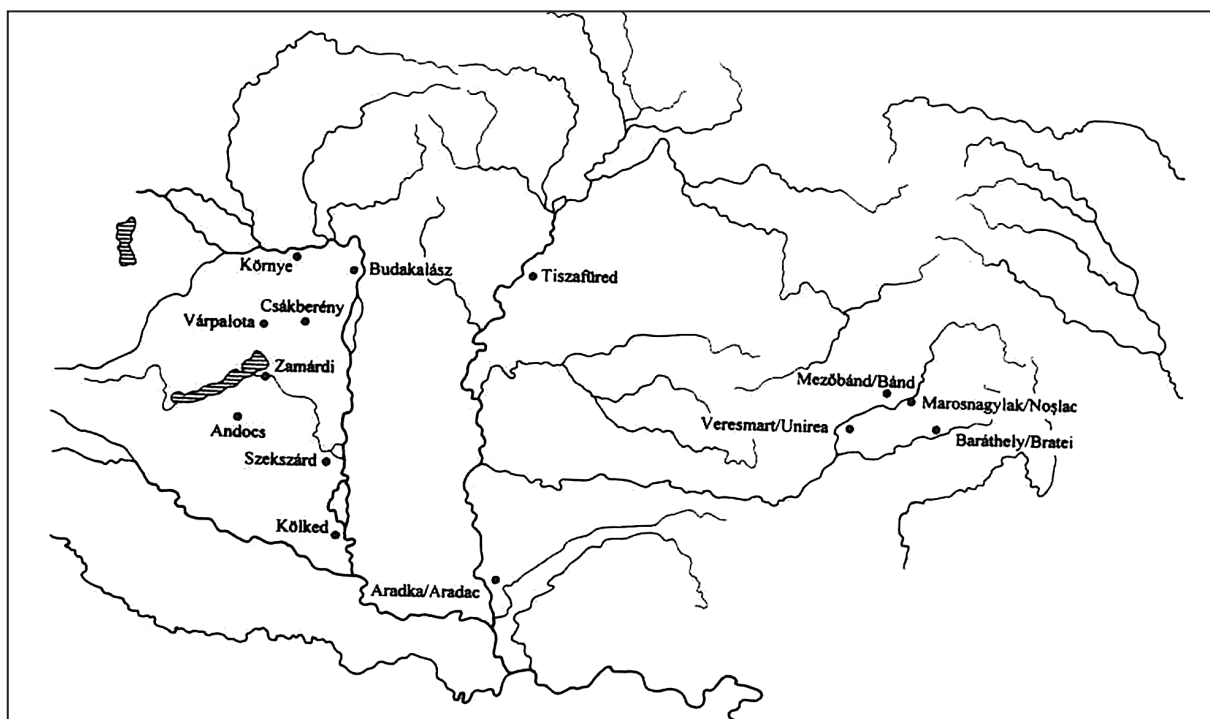 Környe
Budakalász
Tiszafüred
Csákberény
Várpalota
Zamárdi
Mezőbánd/Bánd
Marosnagylak/Noşlac
Andocs
Veresmart/Unirea
Baráthely/Bratei
Szekszárd
Kölked
Aradka/Aradac